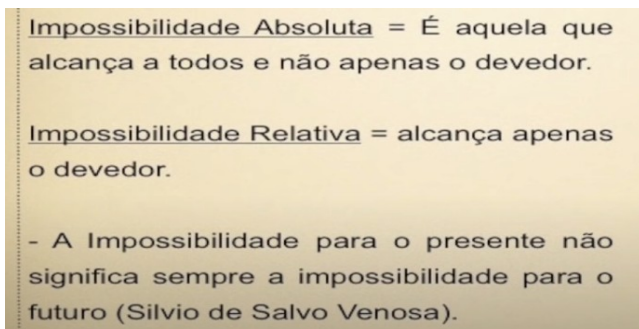 Impossibilidade Absoluta = É aquela que
alcança a todos e não apenas o devedor.
Impossibilidade Relativa = alcança apenas
o devedor.
- A Impossibilidade para o presente não
significa sempre a impossibilidade para o
futuro (Silvio de Salvo Venosa).